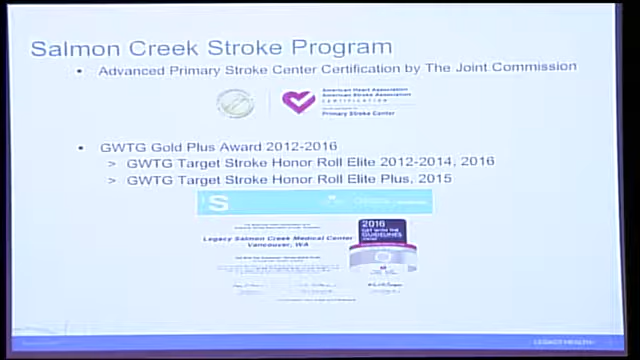 Salmon Creek Stroke Program
• Advanced Primary Stroke Center Certification by The Joint Commission
American Heart Association
American Stroke Association
CERTIFICATION
Primary Stroke Center
• GWTG Gold Plus Award 2012-2016
> GWTG Target Stroke Honor Roll Elite 2012-2014, 2016
> GWTG Target Stroke Honor Roll Elite Plus, 2015
S
Legacy Salmon Creek Medical Center
Vancouver, WA
2016
GET WITH THE
GUIDELINES
LEGACY HEALTH